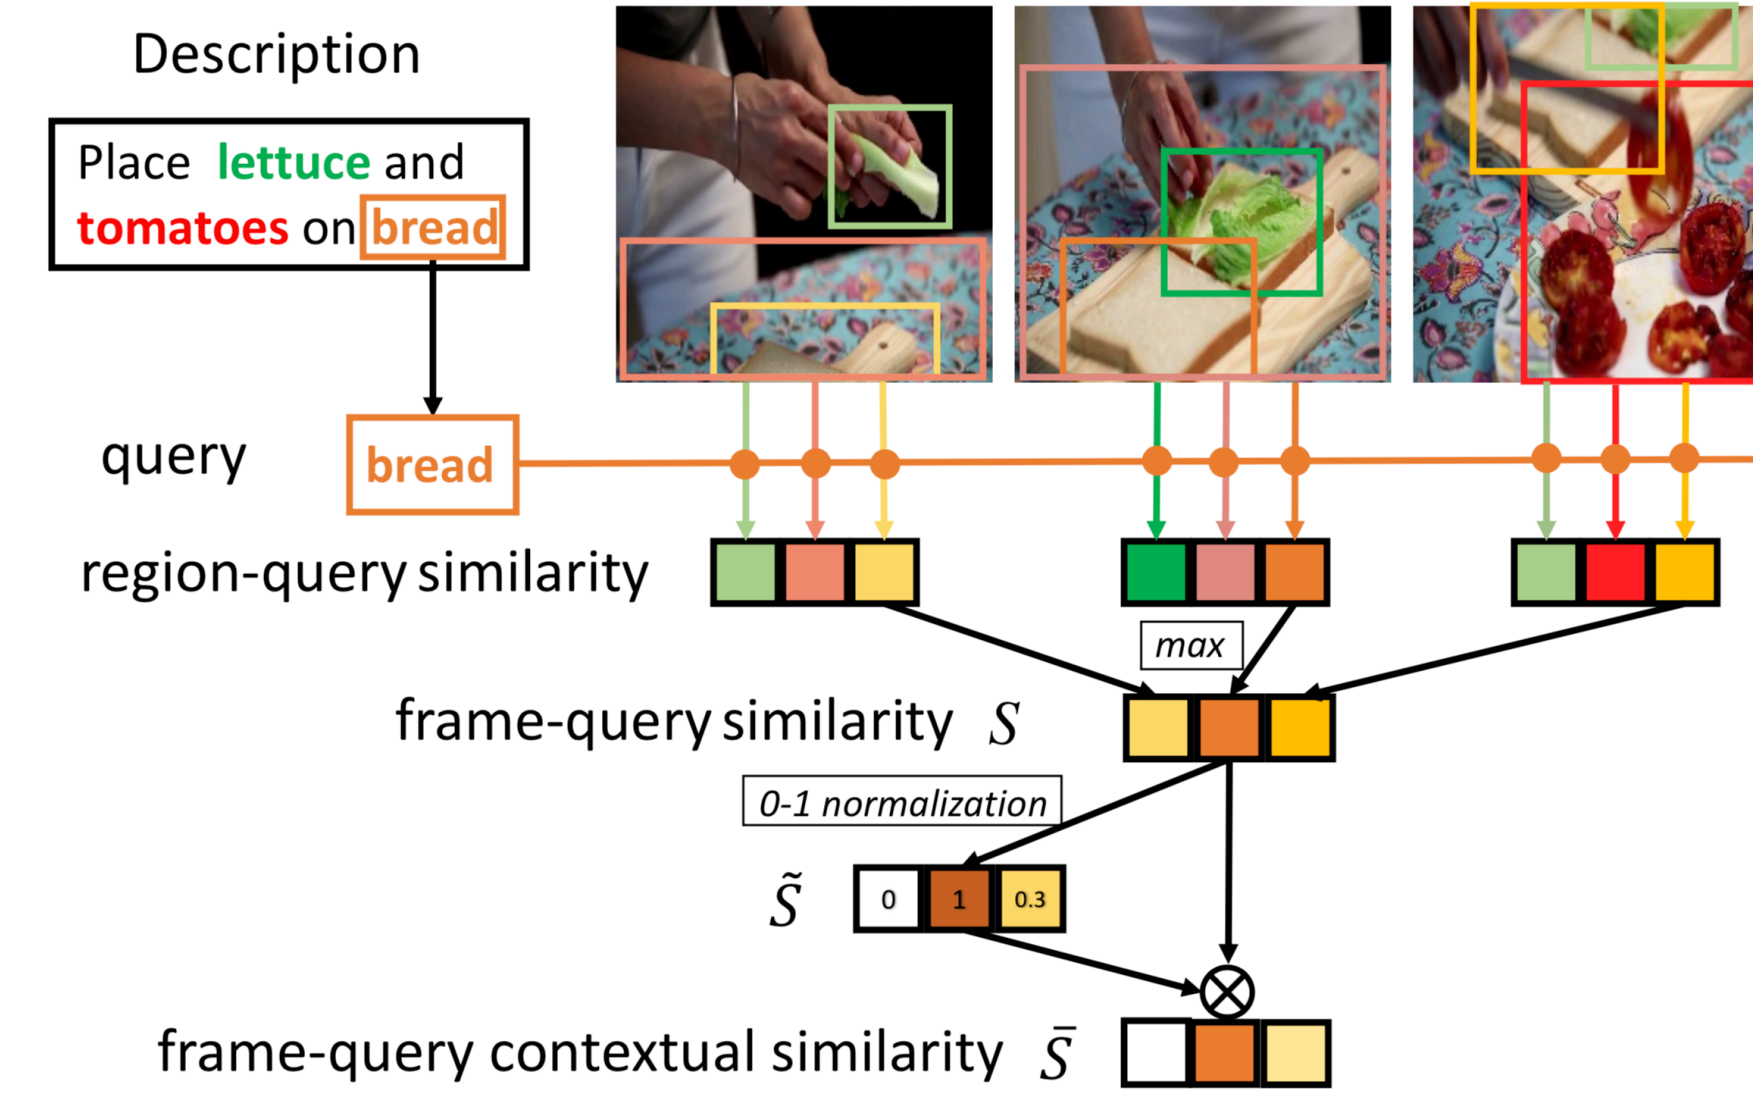 Description
Place lettuce and
tomatoes on bread
query
bread
region-query similarity
max
frame-query similarity S
0-1 normalization
S̃
0 1 0.3
frame-query contextual similarity S̄